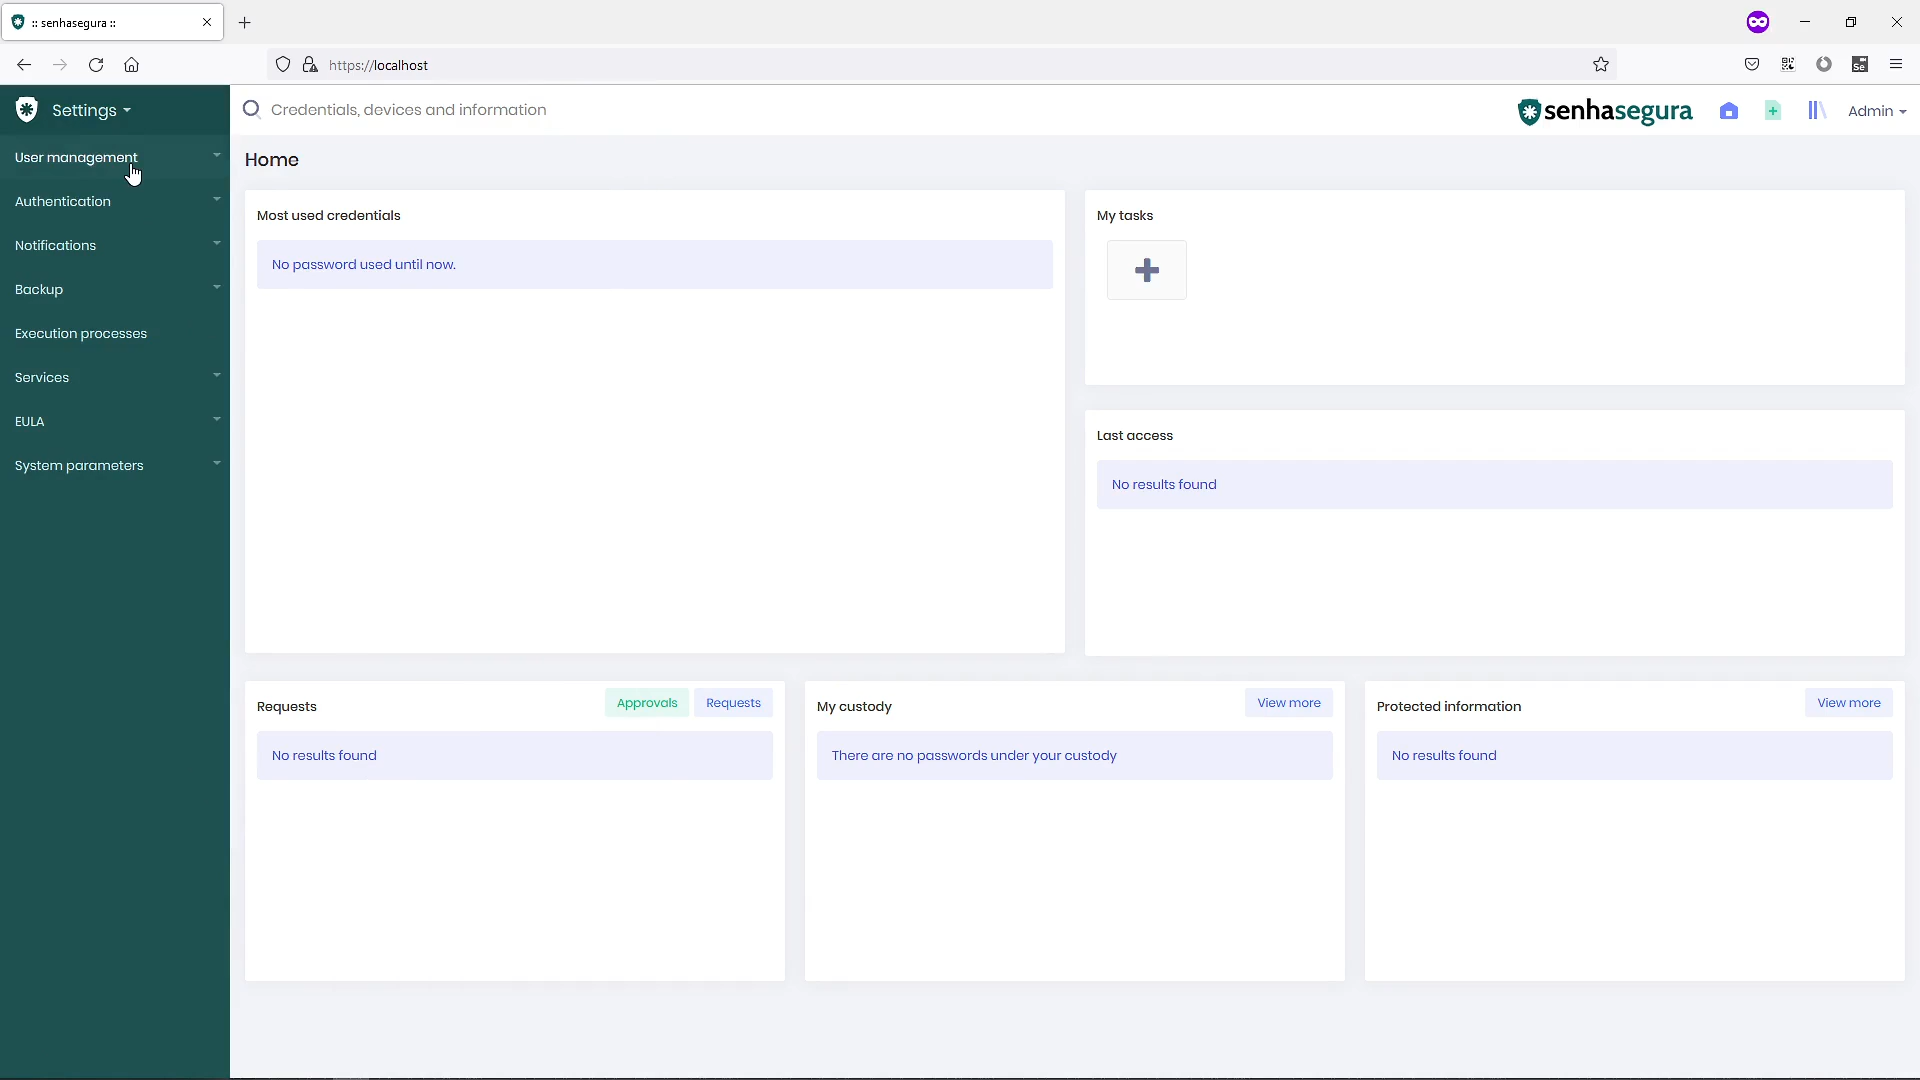 :: senhasegura ::
https://localhost
Se
Settings
Credentials, devices and information
senhasegura
Admin
User management
Authentication
Notifications
Backup
Execution processes
Services
EULA
System parameters
Home
Most used credentials
No password used until now.
My tasks
Last access
No results found
Requests
Approvals
Requests
No results found
My custody
View more
There are no passwords under your custody
Protected information
View more
No results found